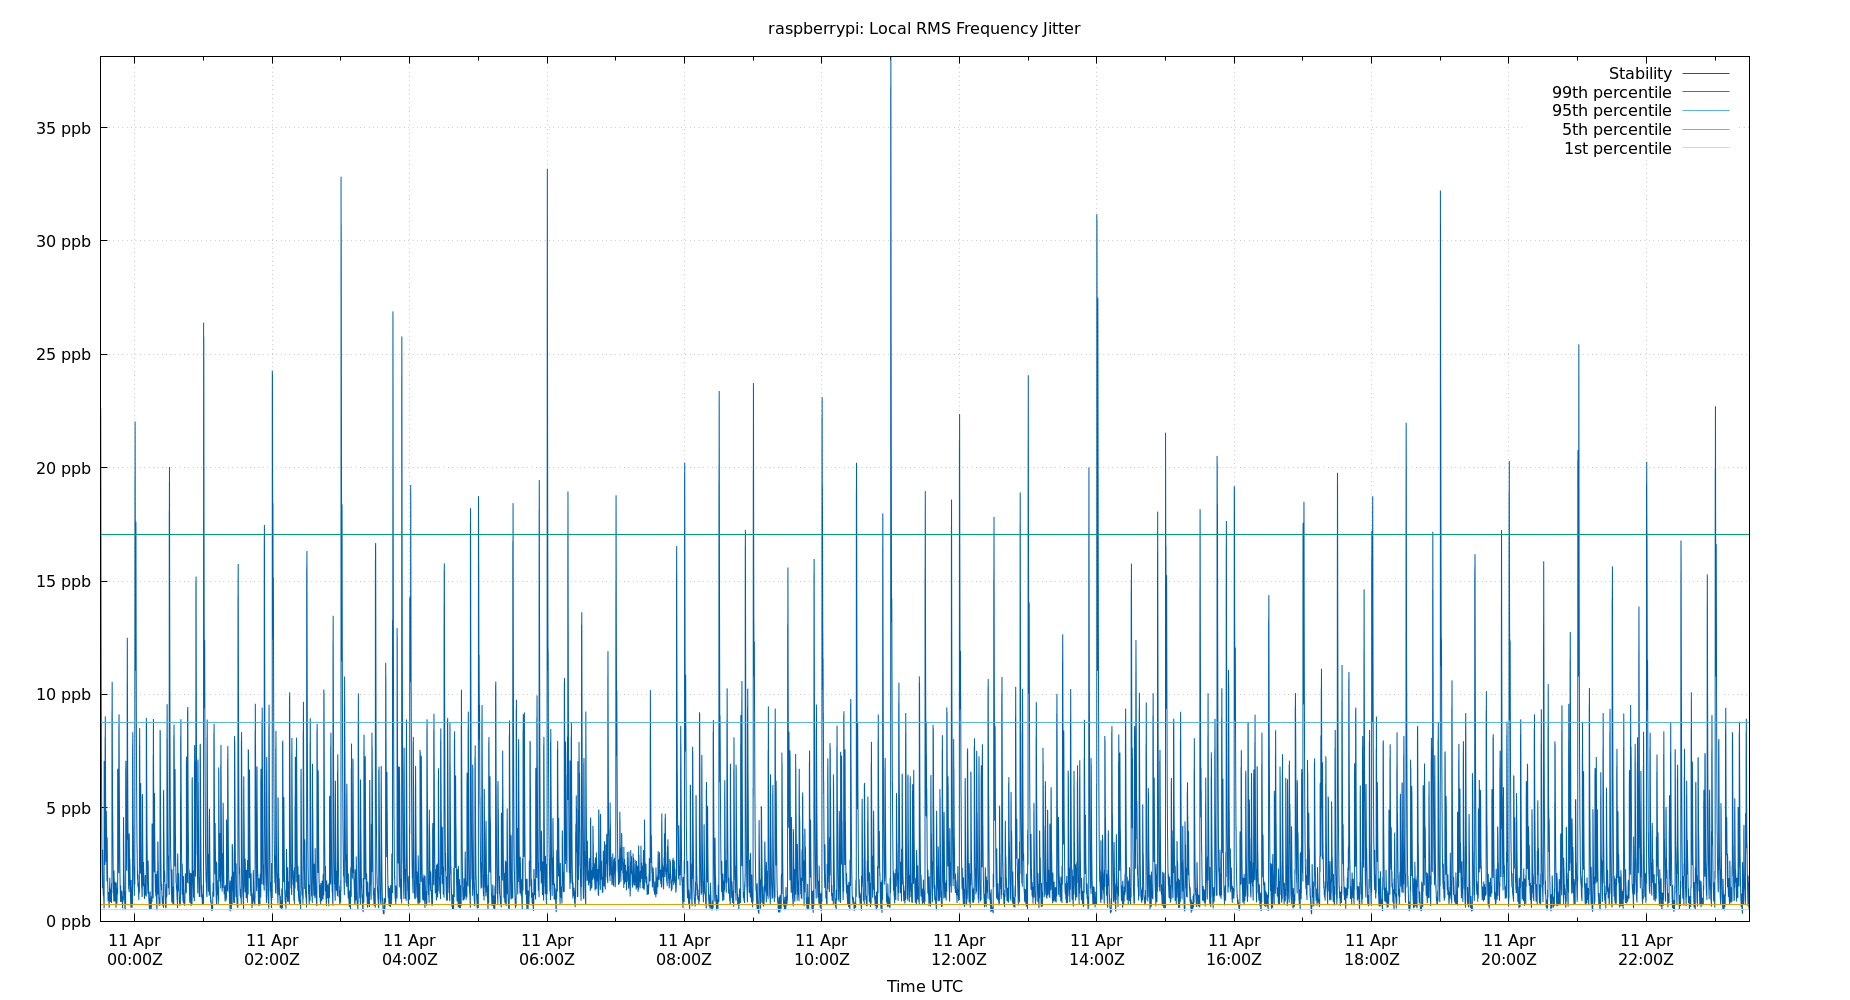 raspberrypi: Local RMS Frequency Jitter
Stability
99th percentile
95th percentile
5th percentile
1st percentile
35 ppb
30 ppb
25 ppb
20 ppb
15 ppb
10 ppb
5 ppb
0 ppb
11 Apr 11 Apr 11 Apr 11 Apr 11 Apr 11 Apr 11 Apr 11 Apr 11 Apr 11 Apr 11 Apr 11 Apr
00:00Z 02:00Z 04:00Z 06:00Z 08:00Z 10:00Z 12:00Z 14:00Z 16:00Z 18:00Z 20:00Z 22:00Z
Time UTC